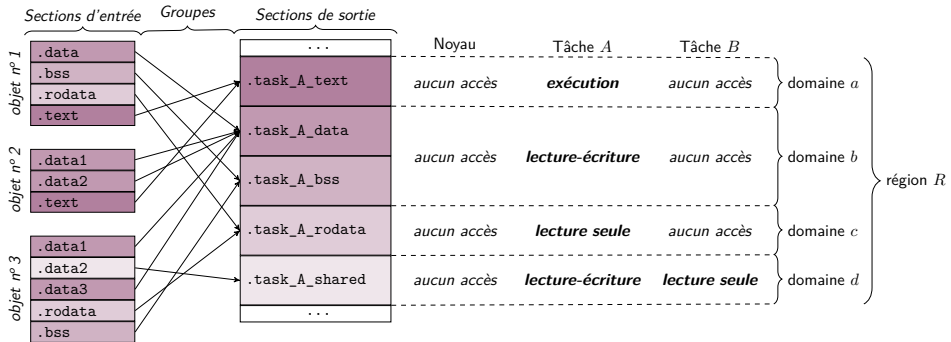 Sections d'entrée Groupes Sections de sortie
objet nº 1
.data
.bss
.rodata
.text
objet nº 2
.data1
.data2
.text
objet nº 3
.data1
.data2
.data3
.rodata
.bss
...
.task_A_text
.task_A_data
.task_A_bss
.task_A_rodata
.task_A_shared
...
Noyau Tâche A Tâche B
aucun accès exécution aucun accès domaine a
aucun accès lecture-écriture aucun accès domaine b
aucun accès lecture seule aucun accès domaine c
aucun accès lecture-écriture lecture seule domaine d
région R